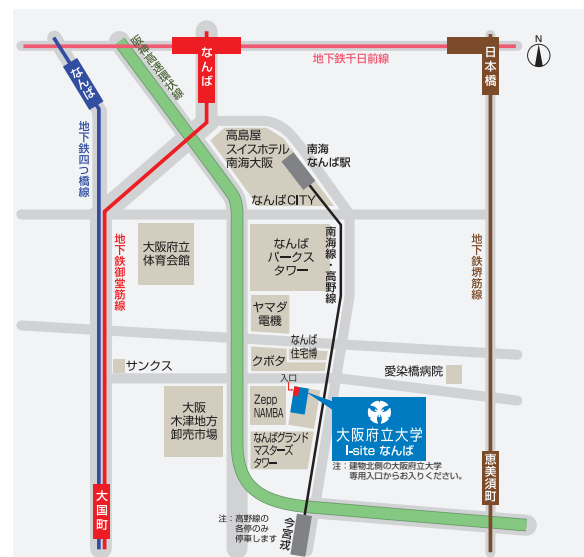 N
なんば
地下鉄千日前線
日本橋
なんば
阪神高速環状線
地下鉄四つ橋線
高島屋
スイスホテル
南海大阪
南海
なんば駅
なんばCITY
地下鉄御堂筋線
大阪府立
体育会館
なんば
パークス
タワー
南海線・高野線
地下鉄堺筋線
ヤマダ
電機
なんば
住宅博
クボタ
サンクス
愛染橋病院
入口
大阪
木津地方
卸売市場
Zepp
NAMBA
大阪府立大学
I-site なんば
なんばグランド
マスターズ
タワー
注：建物北側の大阪府立大学
専用入口からお入りください。
恵美須町
大国町
注：高野線の
各停のみ
停車します
今宮戎